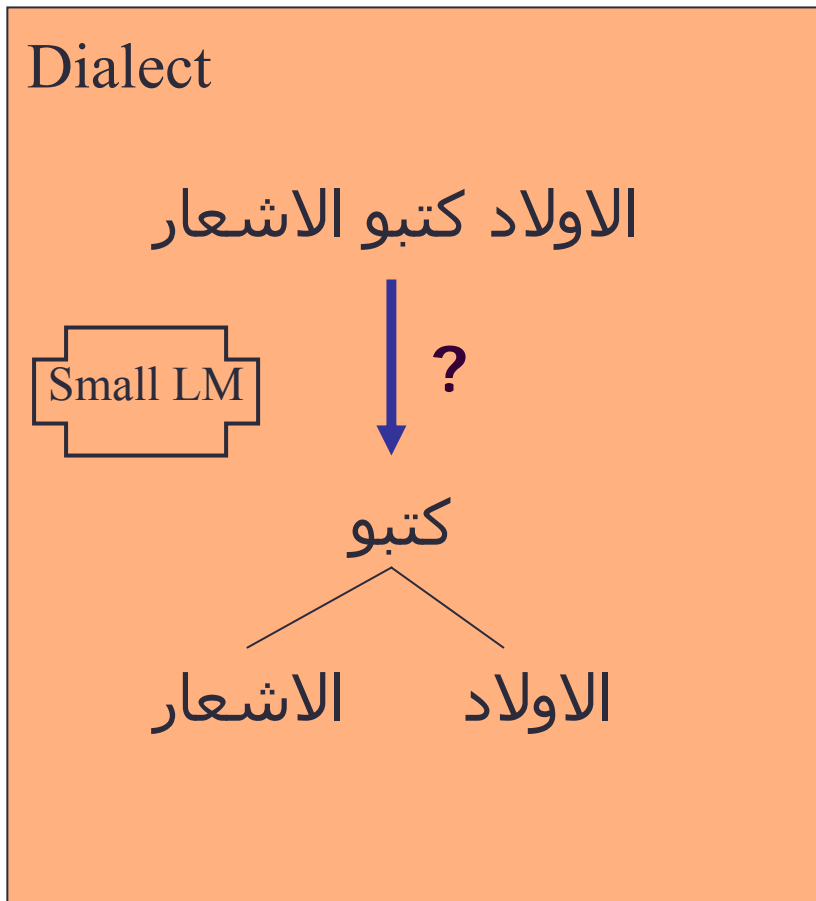 Dialect
الاولاد كتبو الاشعار
?
Small LM
كتبو
الاولاد الاشعار